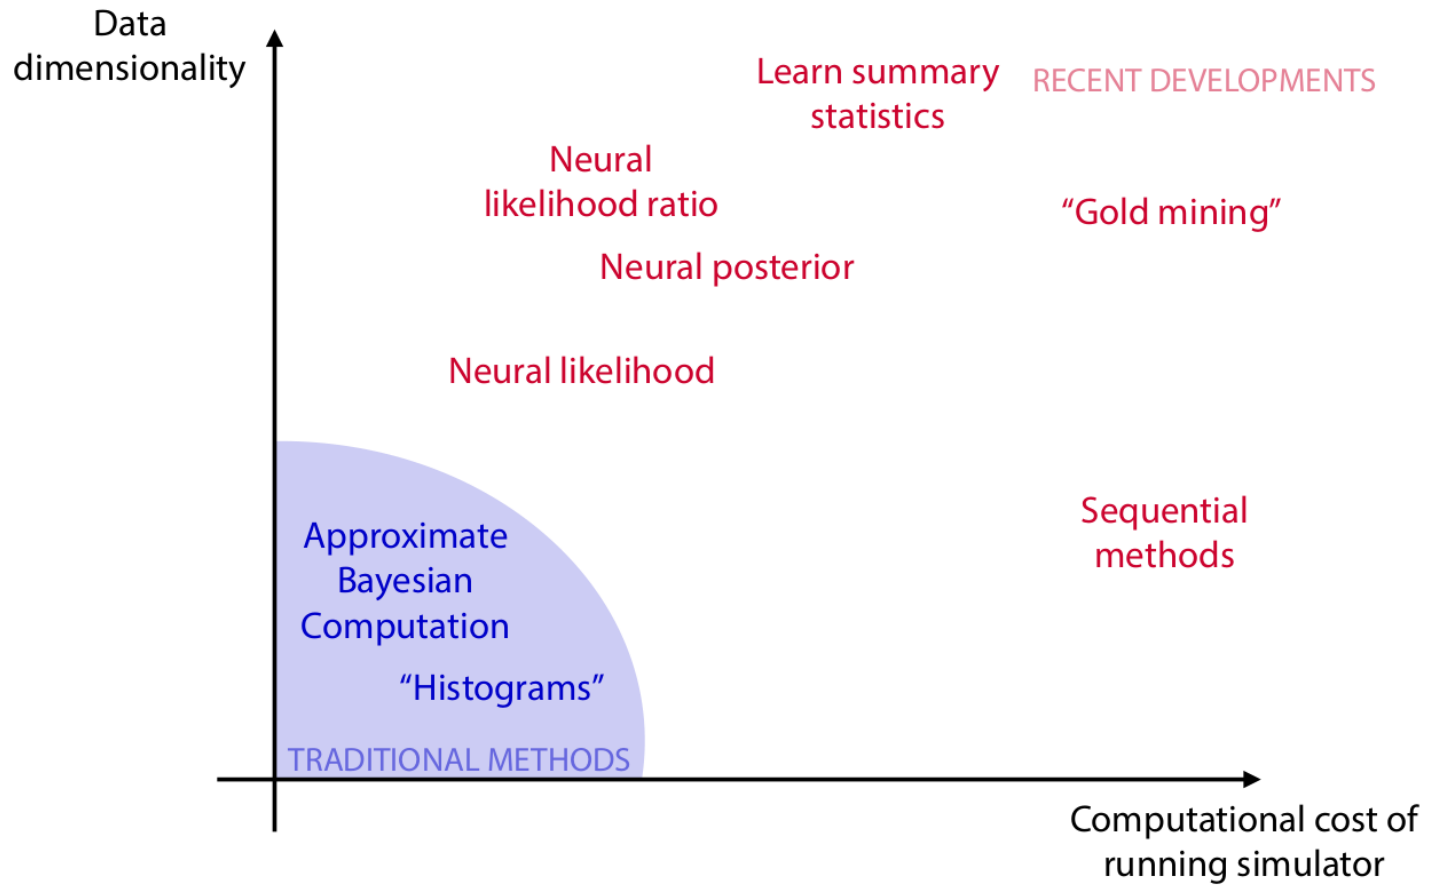 Data
dimensionality
Learn summary
statistics
RECENT DEVELOPMENTS
Neural
likelihood ratio
“Gold mining”
Neural posterior
Neural likelihood
Sequential
methods
Approximate
Bayesian
Computation
“Histograms”
TRADITIONAL METHODS
Computational cost of
running simulator